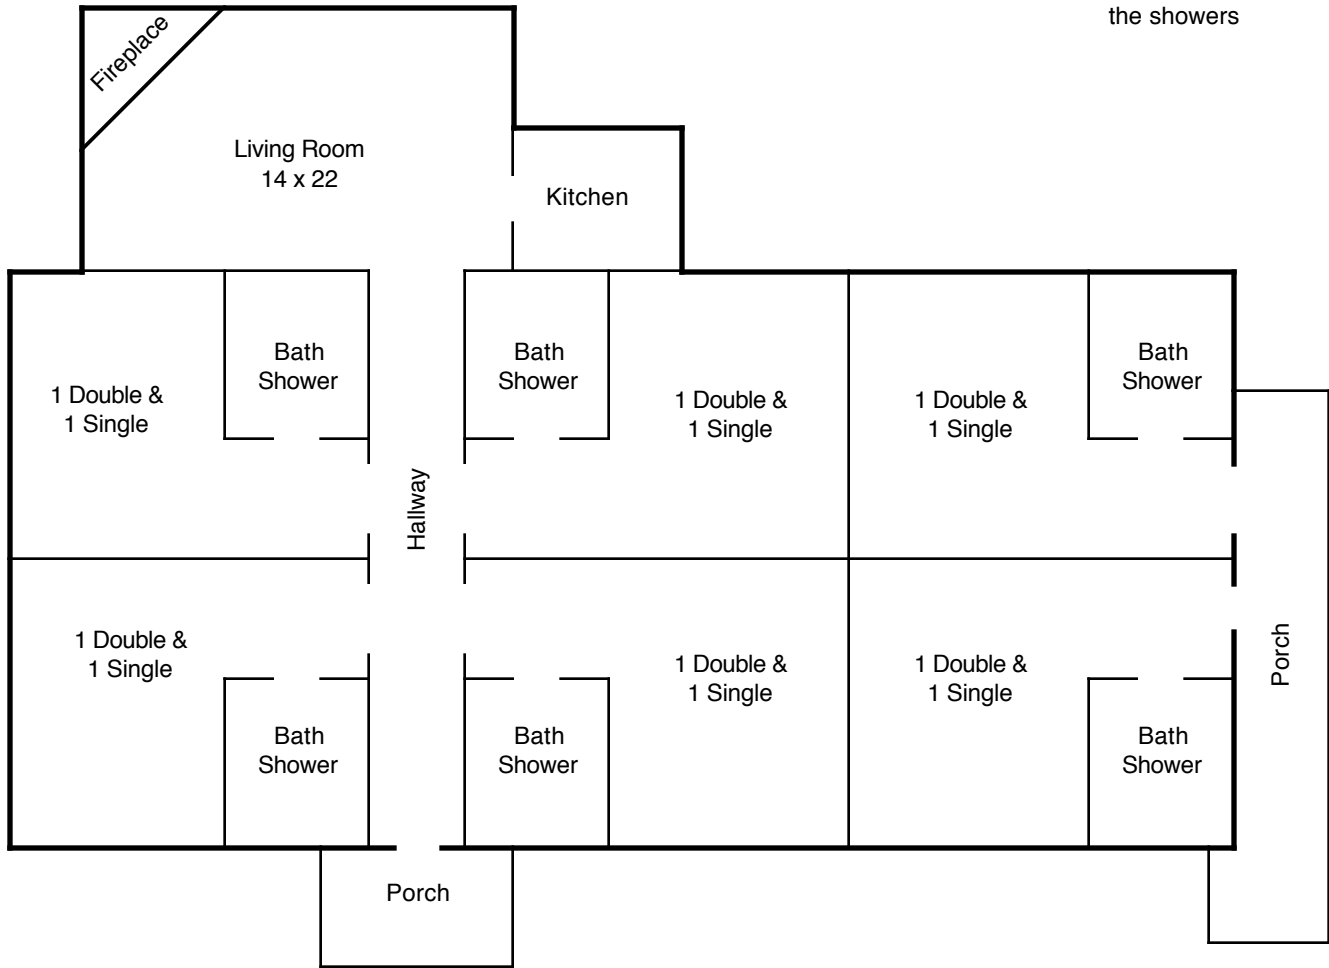 the showers
Fireplace
Living Room
14 x 22
Kitchen
Bath
Shower
Bath
Shower
Bath
Shower
1 Double &
1 Single
1 Double &
1 Single
1 Double &
1 Single
Hallway
1 Double &
1 Single
1 Double &
1 Single
1 Double &
1 Single
Porch
Bath
Shower
Bath
Shower
Bath
Shower
Porch